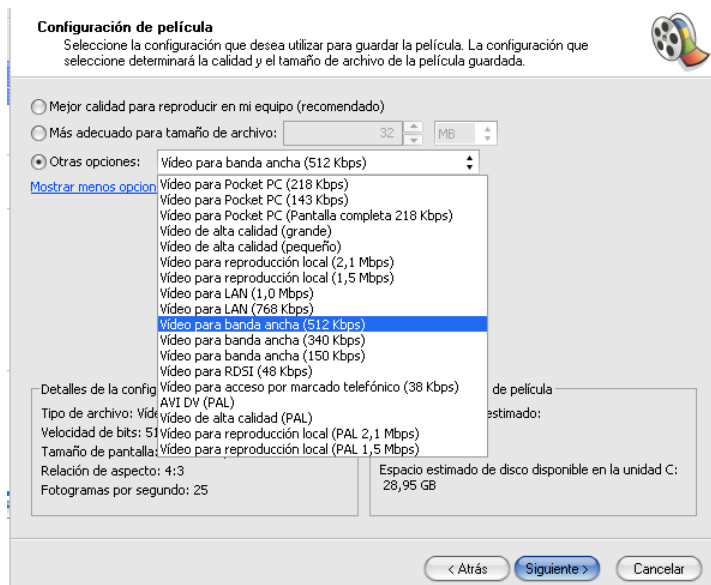 Configuración de película
Seleccione la configuración que desea utilizar para guardar la película. La configuración que
seleccione determinará la calidad y el tamaño de archivo de la película guardada.
Mejor calidad para reproducir en mi equipo (recomendado)
Más adecuado para tamaño de archivo: 32 MB
Otras opciones: Vídeo para banda ancha (512 Kbps)
Mostrar menos opcion
Vídeo para Pocket PC (218 Kbps)
Vídeo para Pocket PC (143 Kbps)
Vídeo para Pocket PC (Pantalla completa 218 Kbps)
Vídeo de alta calidad (grande)
Vídeo de alta calidad (pequeño)
Vídeo para reproducción local (2,1 Mbps)
Vídeo para reproducción local (1,5 Mbps)
Vídeo para LAN (1,0 Mbps)
Vídeo para LAN (768 Kbps)
Vídeo para banda ancha (512 Kbps)
Vídeo para banda ancha (340 Kbps)
Vídeo para banda ancha (150 Kbps)
Vídeo para RDSI (48 Kbps)
Vídeo para acceso por marcado telefónico (38 Kbps)
AVI DV (PAL)
Vídeo de alta calidad (PAL)
Vídeo para reproducción local (PAL 2,1 Mbps)
Vídeo para reproducción local (PAL 1,5 Mbps)
Detalles de la config
Tipo de archivo: Víde
Velocidad de bits: 51
Tamaño de pantalla:
Relación de aspecto: 4:3
Fotogramas por segundo: 25
de película
estimado:
Espacio estimado de disco disponible en la unidad C:
28,95 GB
< Atrás
Siguiente >
Cancelar